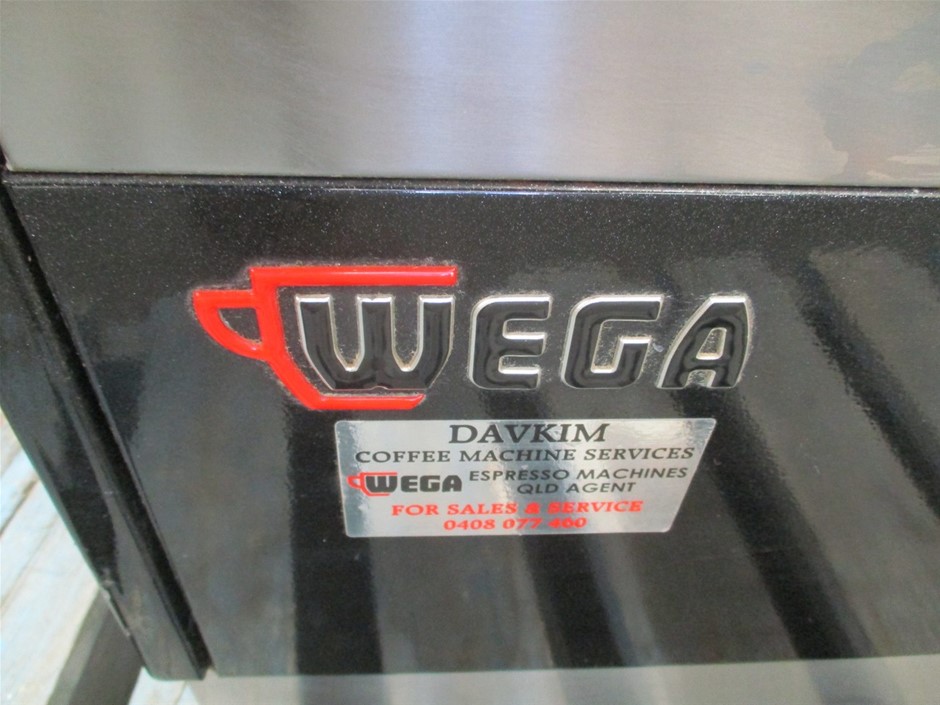 WEGA
DAVKIM
COFFEE MACHINE SERVICES
WEGA ESPRESSO MACHINES
QLD AGENT
FOR SALES & SERVICE
0408 077 460